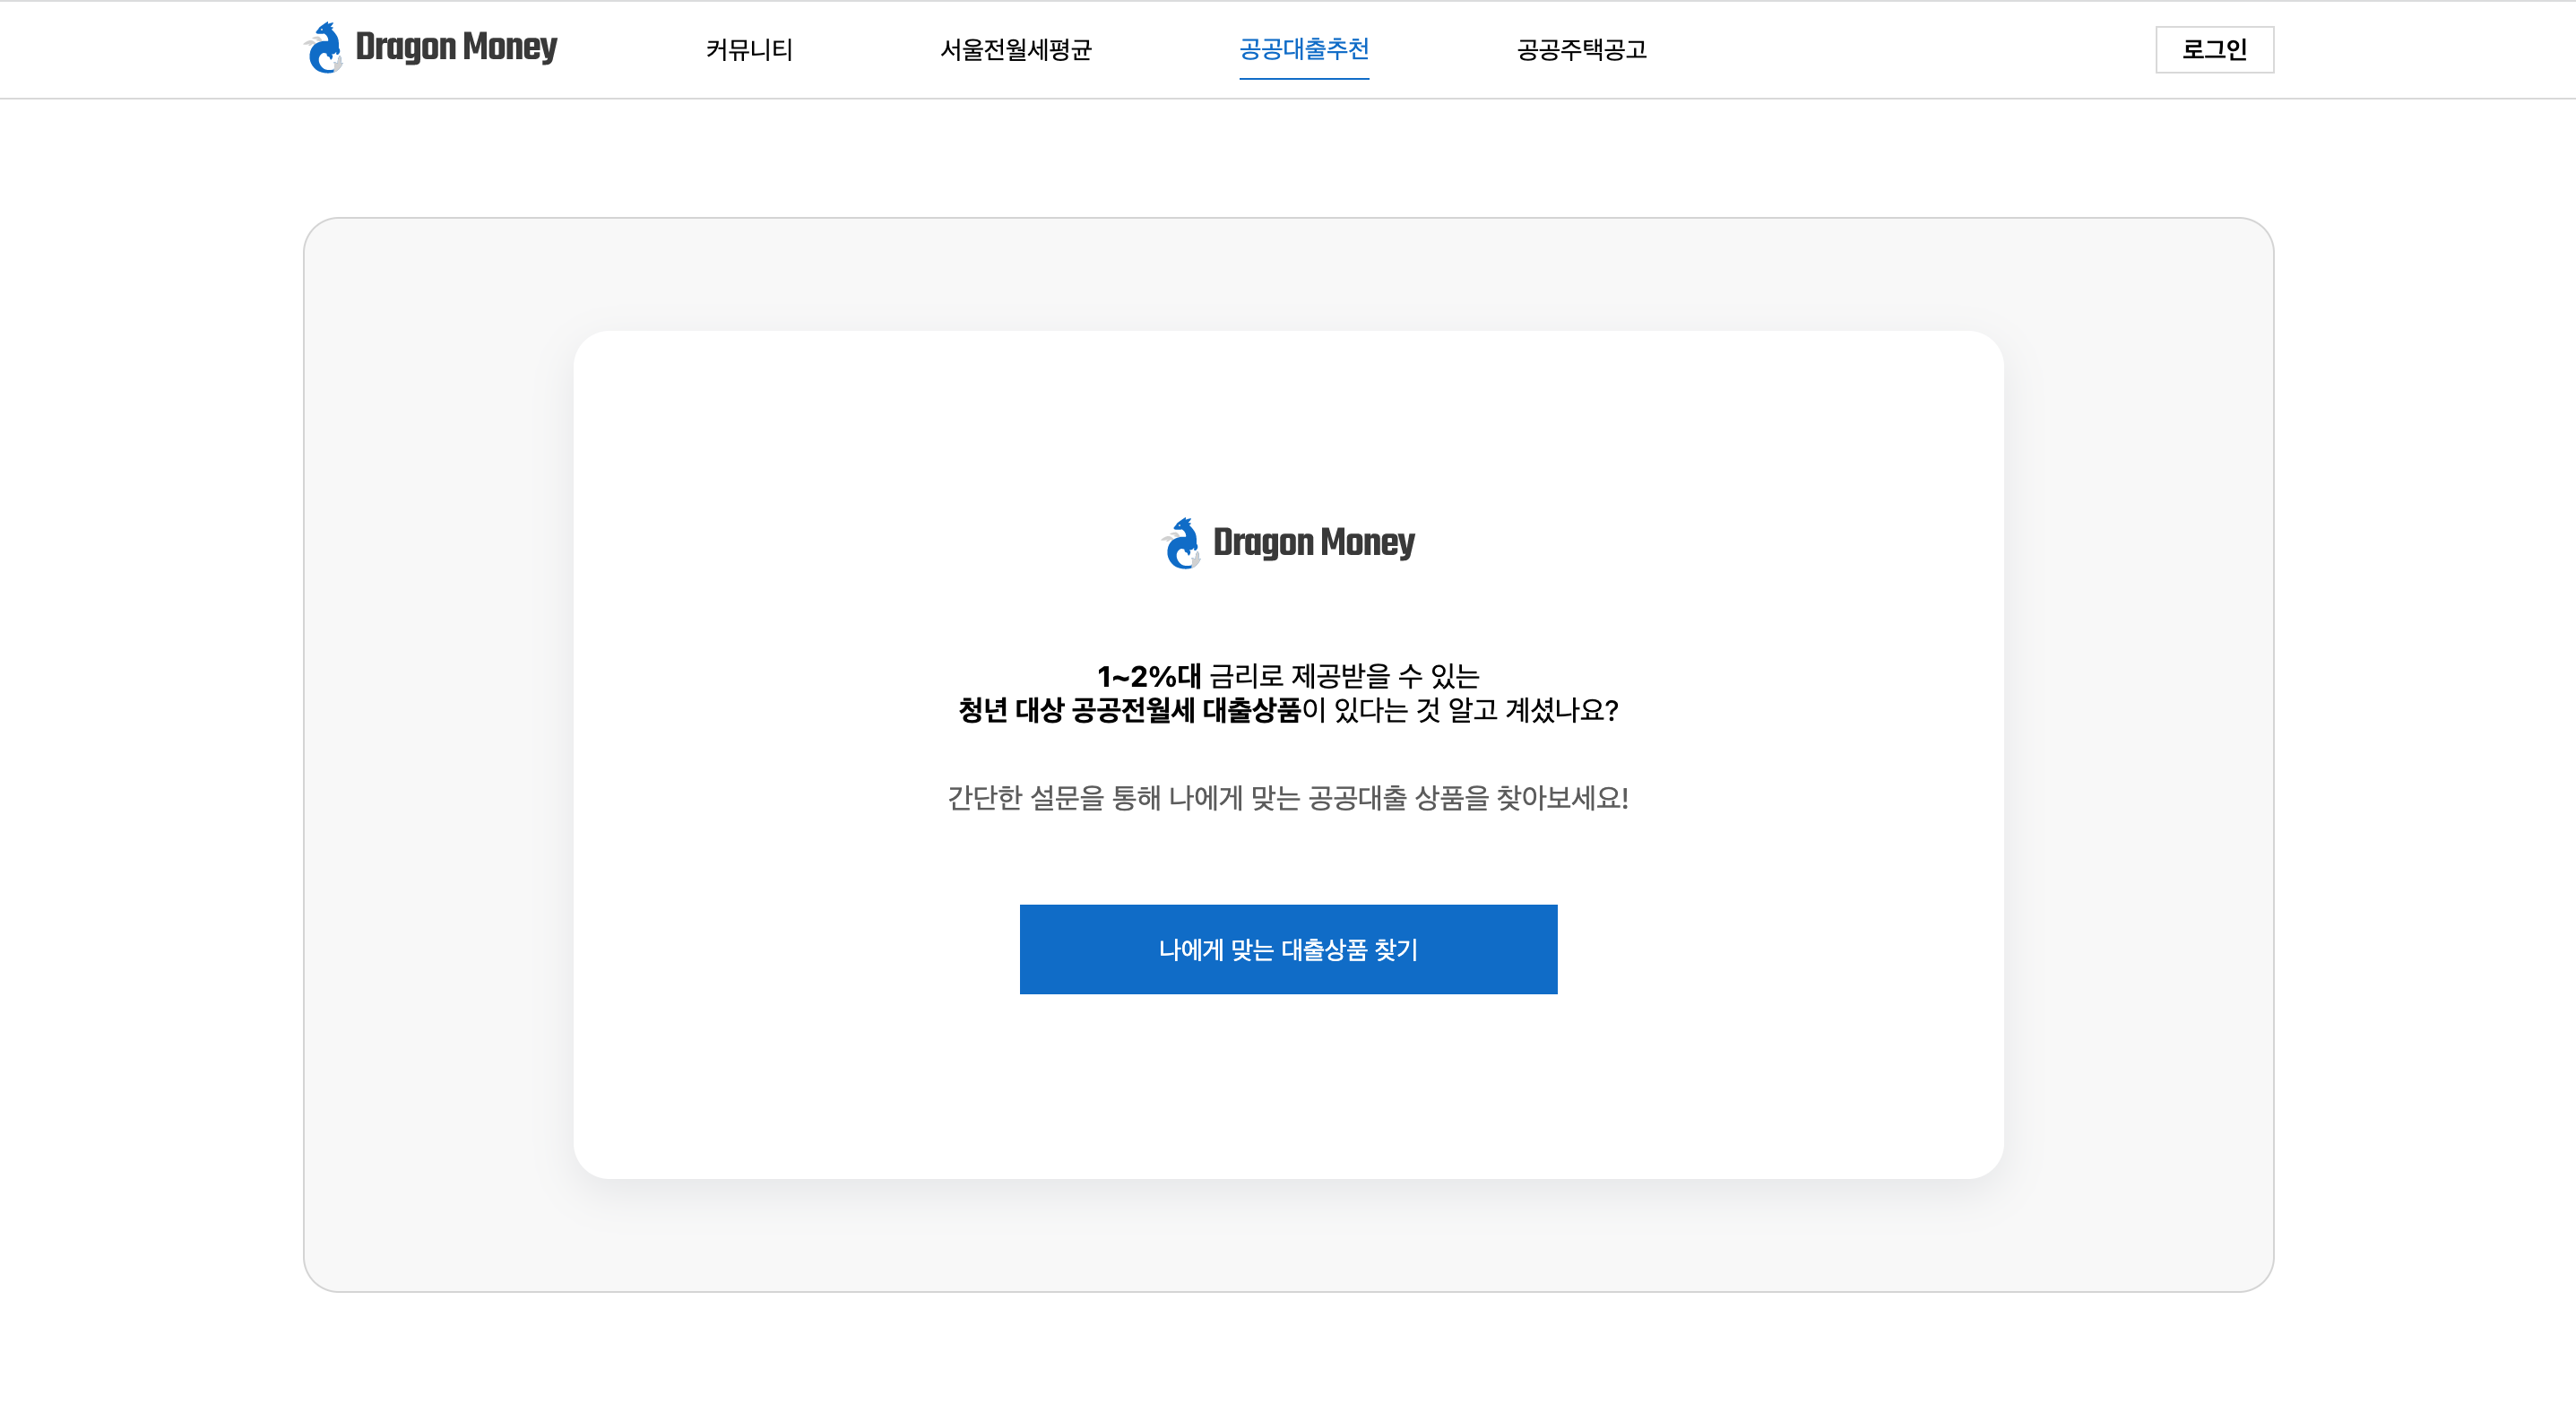 Dragon Money
커뮤니티
서울전월세평균
공공대출추천
공공주택공고
로그인
Dragon Money
1~2%대 금리로 제공받을 수 있는
청년 대상 공공전월세 대출상품이 있다는 것 알고 계셨나요?
간단한 설문을 통해 나에게 맞는 공공대출 상품을 찾아보세요!
나에게 맞는 대출상품 찾기